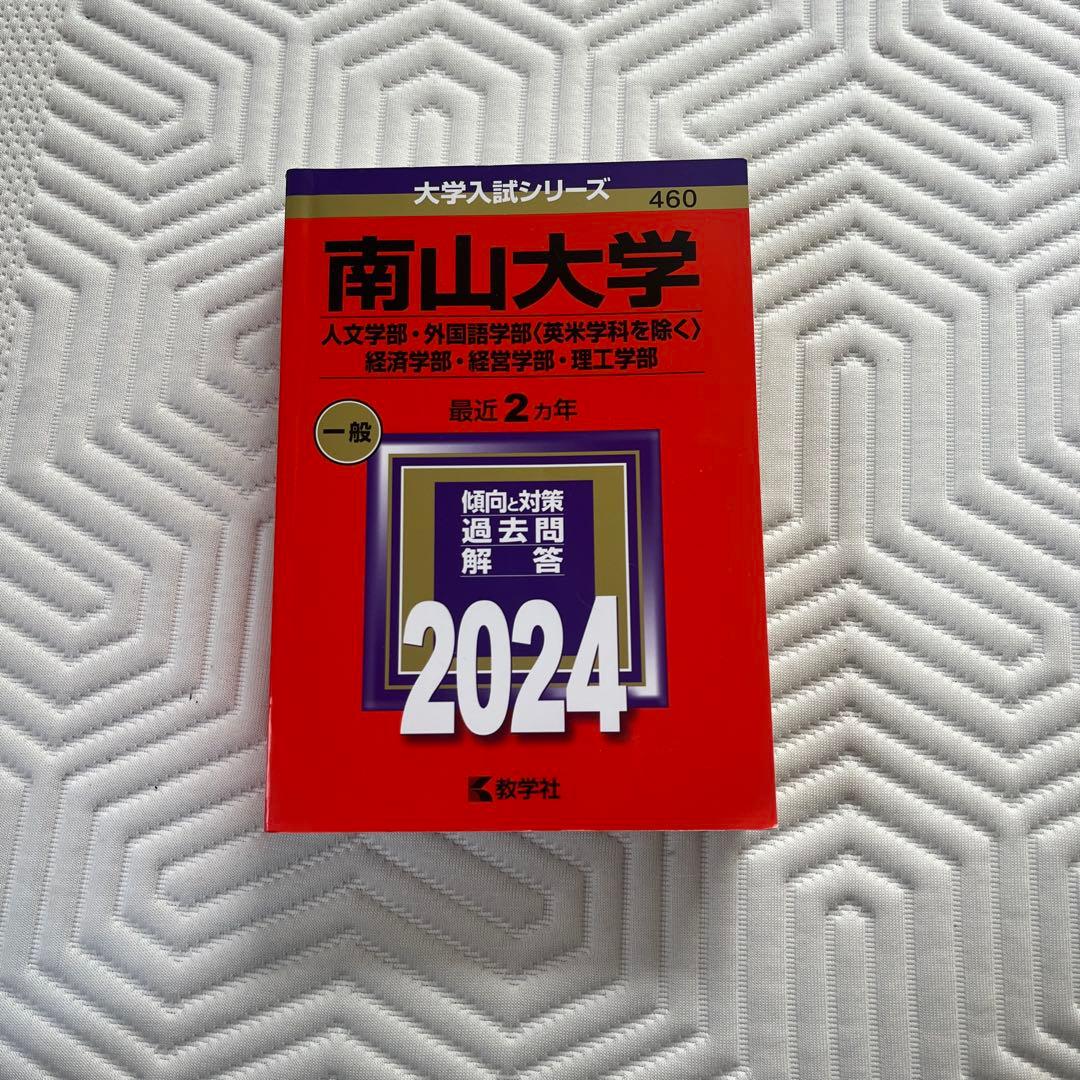 大学入試シリーズ
460
南山大学
人文学部・外国語学部〈英米学科を除く〉
経済学部・経営学部・理工学部
最近2カ年
一般
傾向と対策
過去問
解答
2024
教学社